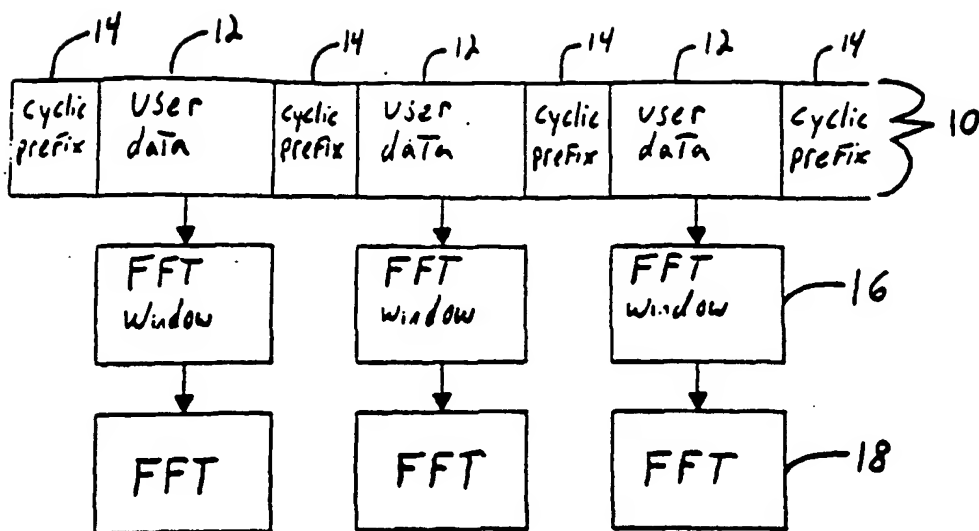 14 12 14 12 14 12 14
cyclic prefix
user data
cyclic prefix
user data
cyclic prefix
user data
cyclic prefix
10
FFT window
FFT window
FFT window
16
FFT
FFT
FFT
18